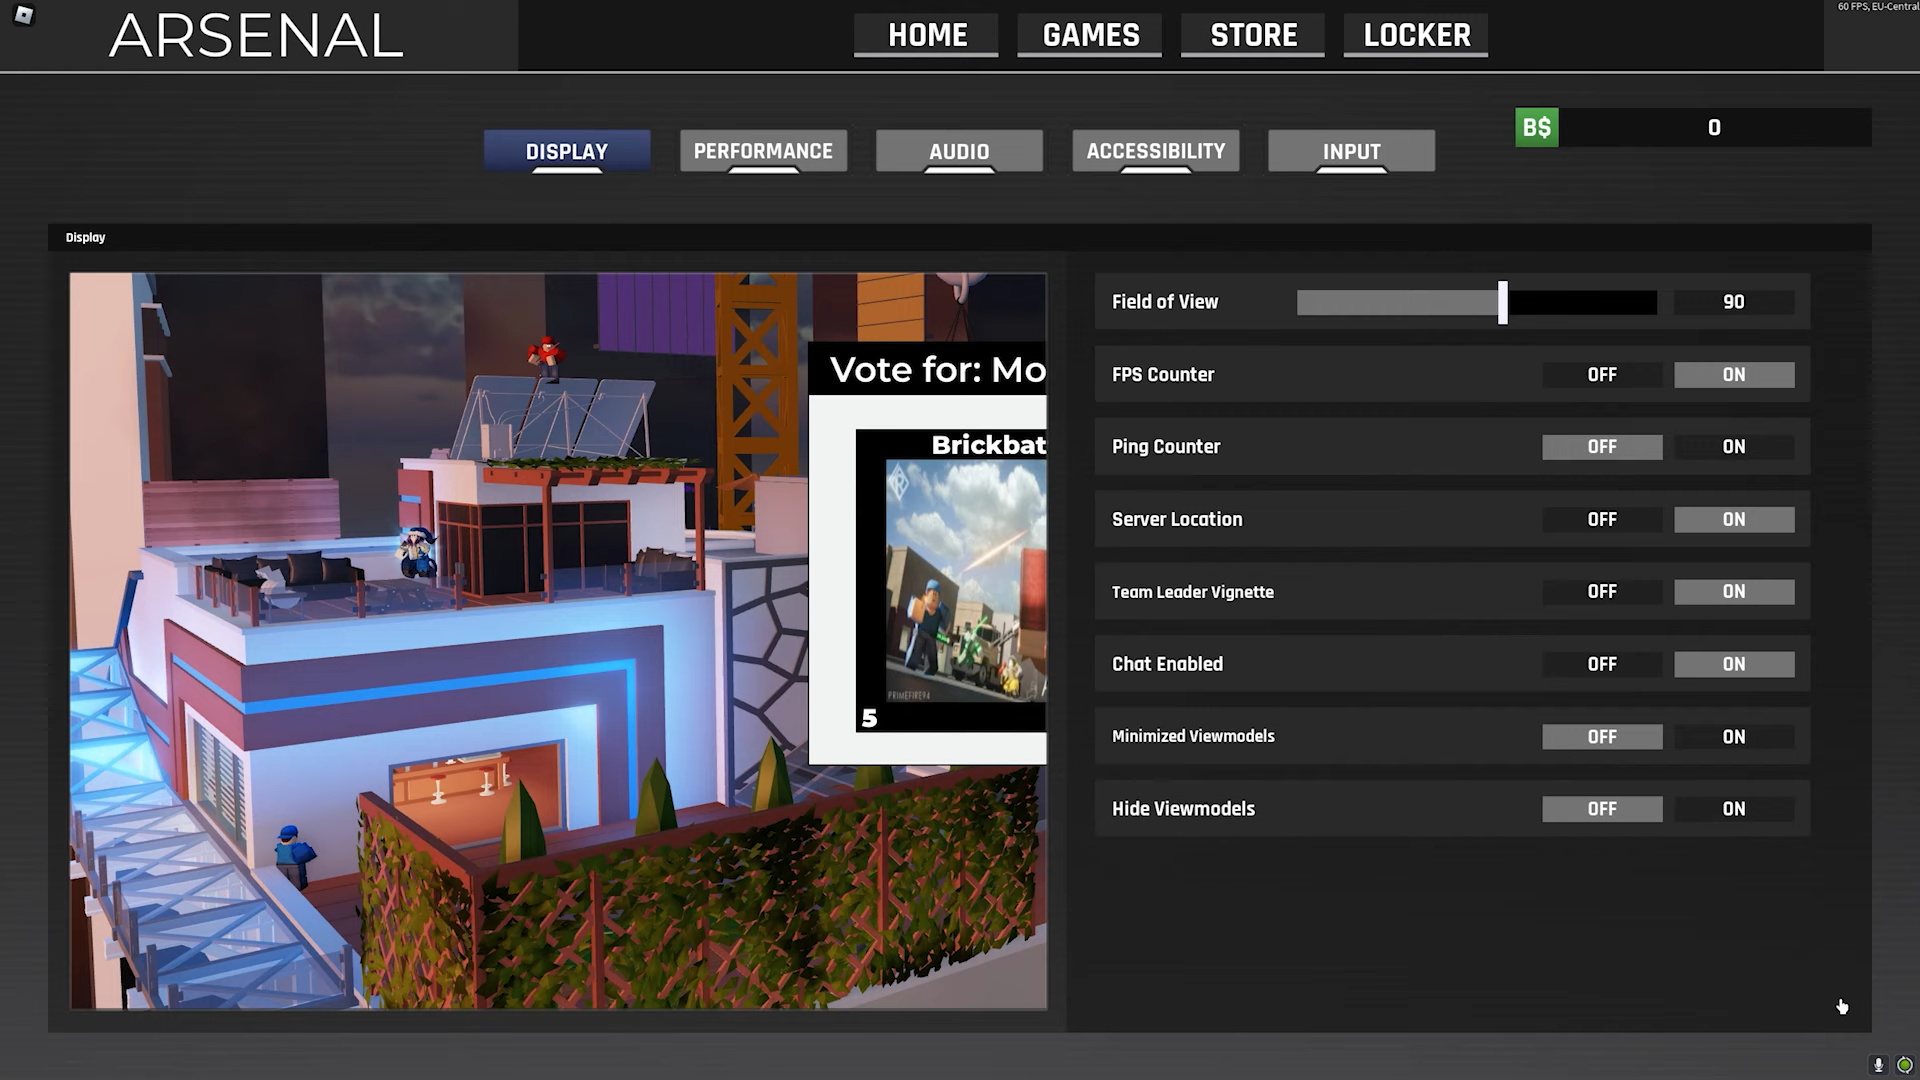 ARSENAL
HOME
GAMES
STORE
LOCKER
60 FPS, EU-Central
DISPLAY
PERFORMANCE
AUDIO
ACCESSIBILITY
INPUT
B$
0
Display
Vote for: Mo
Brickbat
PRIMEFIRE94
5
Field of View 90
FPS Counter OFF ON
Ping Counter OFF ON
Server Location OFF ON
Team Leader Vignette OFF ON
Chat Enabled OFF ON
Minimized Viewmodels OFF ON
Hide Viewmodels OFF ON